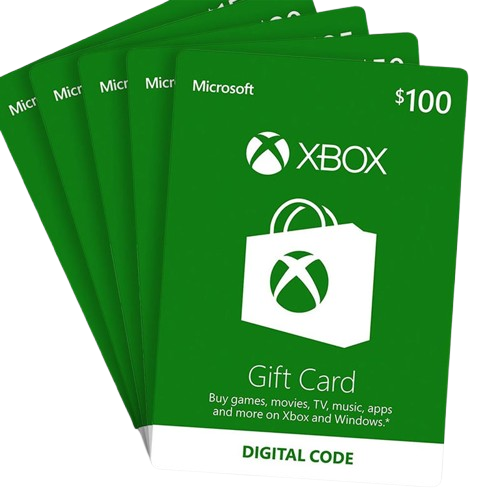 Microsoft
$100
XBOX
Gift Card
Buy games, movies, TV, music, apps
and more on Xbox and Windows.*
DIGITAL CODE